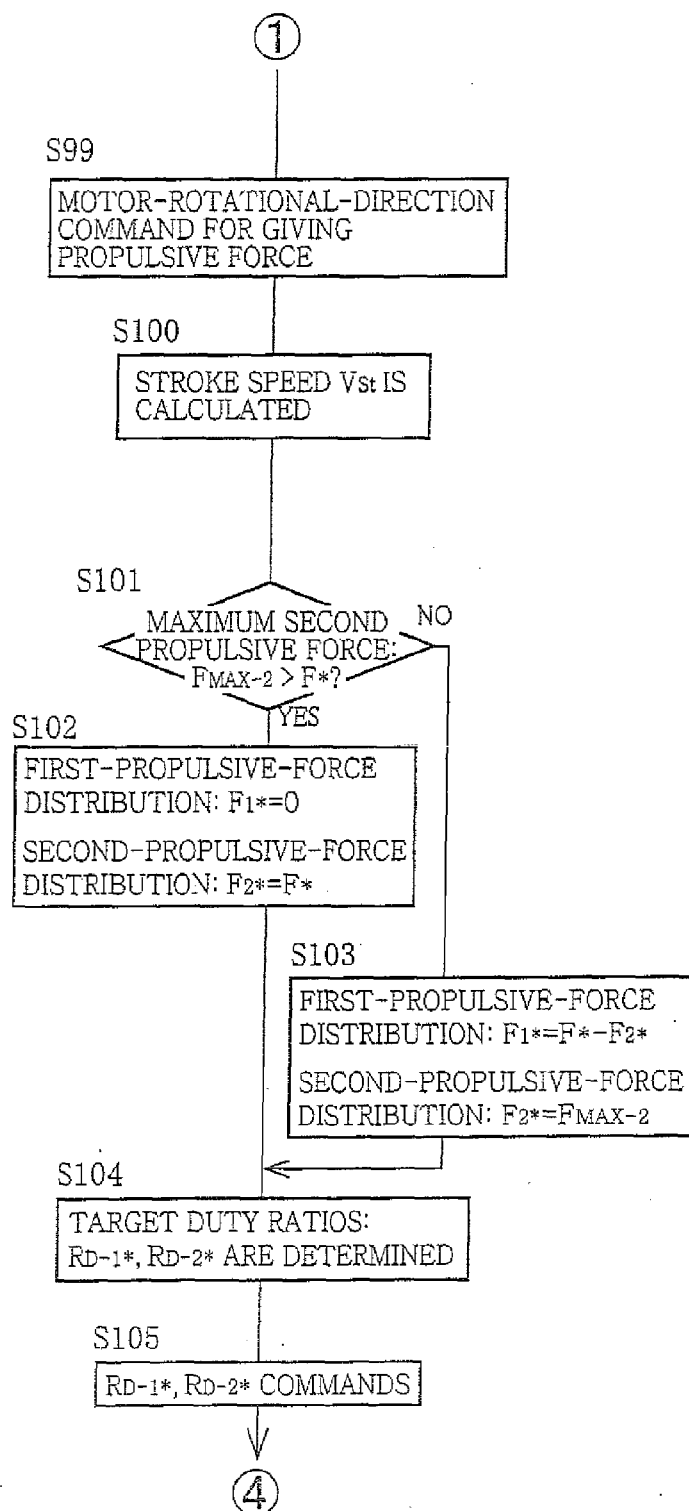 ①
S99
MOTOR-ROTATIONAL-DIRECTION
COMMAND FOR GIVING
PROPULSIVE FORCE
S100
STROKE SPEED Vst IS
CALCULATED
S101
MAXIMUM SECOND
PROPULSIVE FORCE:
FMAX-2 > F*?
NO
YES
S102
FIRST-PROPULSIVE-FORCE
DISTRIBUTION: F1*=0
SECOND-PROPULSIVE-FORCE
DISTRIBUTION: F2*=F*
S103
FIRST-PROPULSIVE-FORCE
DISTRIBUTION: F1*=F*-F2*
SECOND-PROPULSIVE-FORCE
DISTRIBUTION: F2*=FMAX-2
S104
TARGET DUTY RATIOS:
RD-1*, RD-2* ARE DETERMINED
S105
RD-1*, RD-2* COMMANDS
④